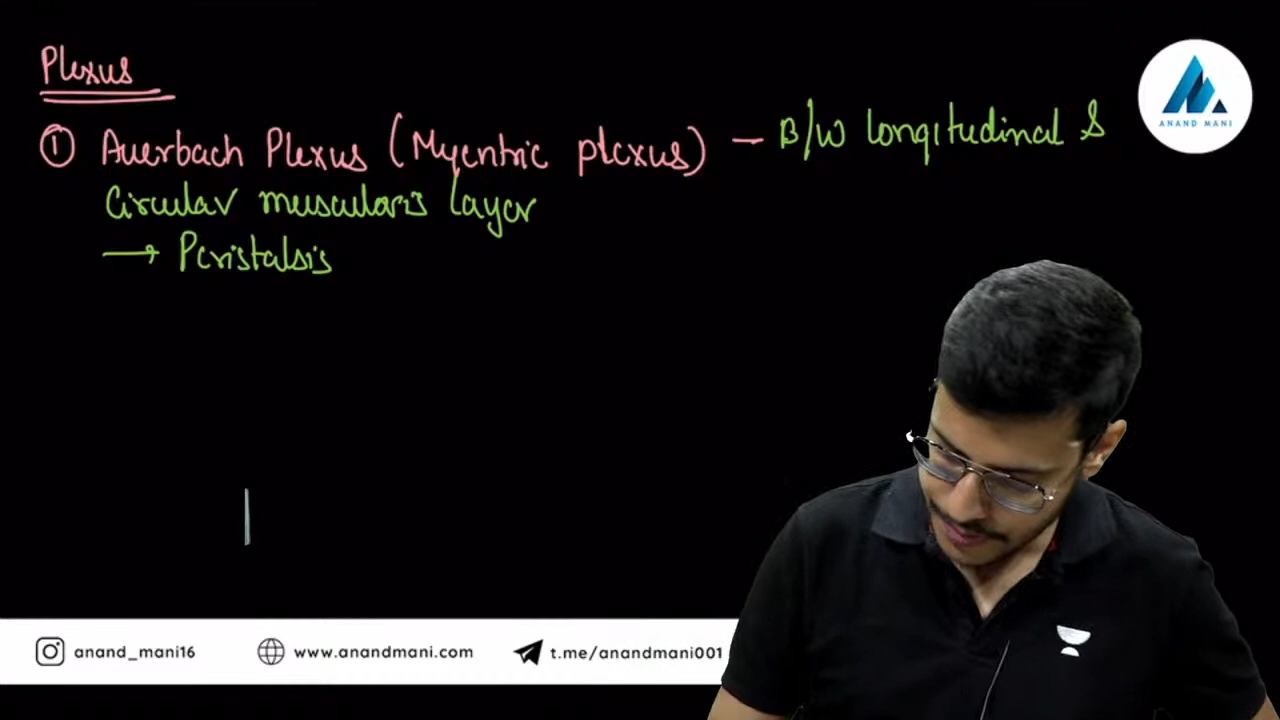 Plexus
① Auerbach Plexus (Myentric plexus) – B/W longitudinal &
Circular muscularis layer
→ Peristalsis
ANAND MANI
anand_mani16 www.anandmani.com t.me/anandmani001